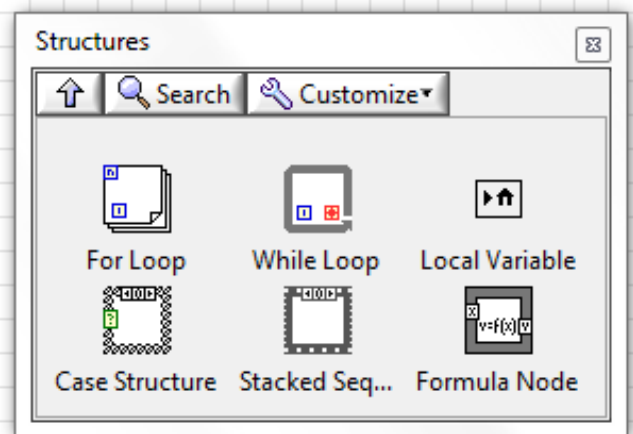 Structures
Search Customize
For Loop While Loop Local Variable
Case Structure Stacked Seq... Formula Node